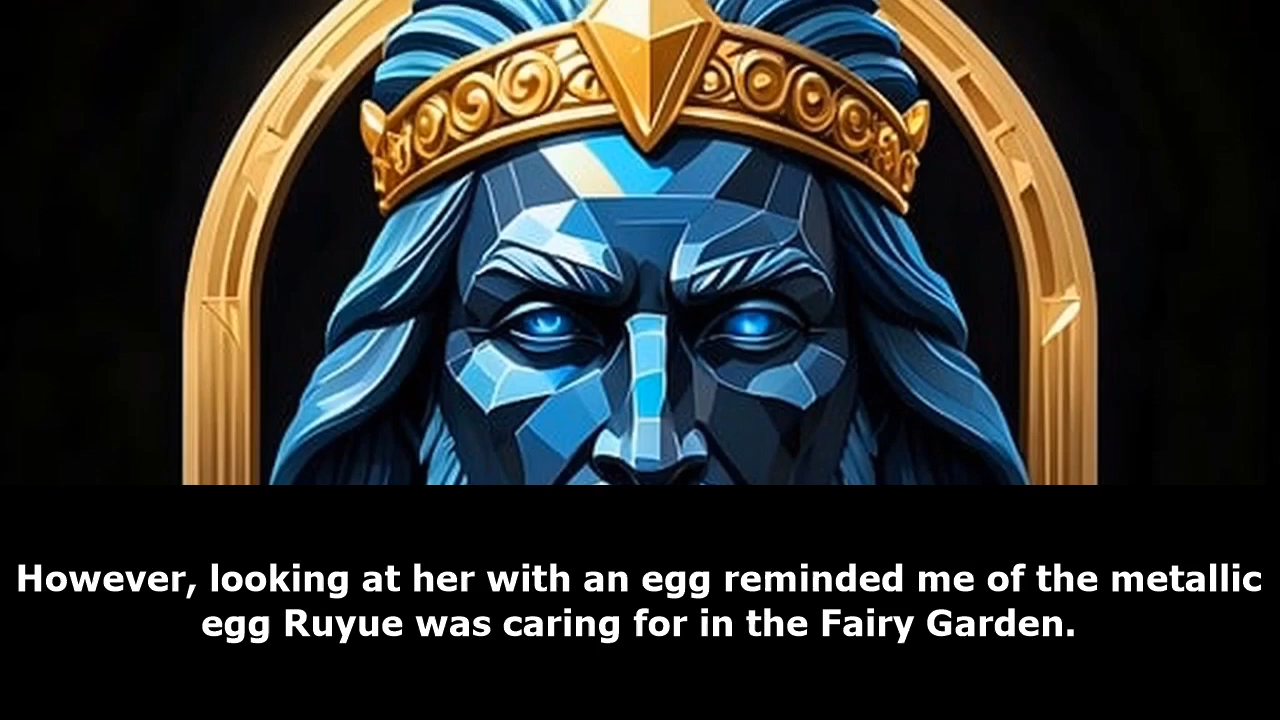 However, looking at her with an egg reminded me of the metallic
egg Ruyue was caring for in the Fairy Garden.